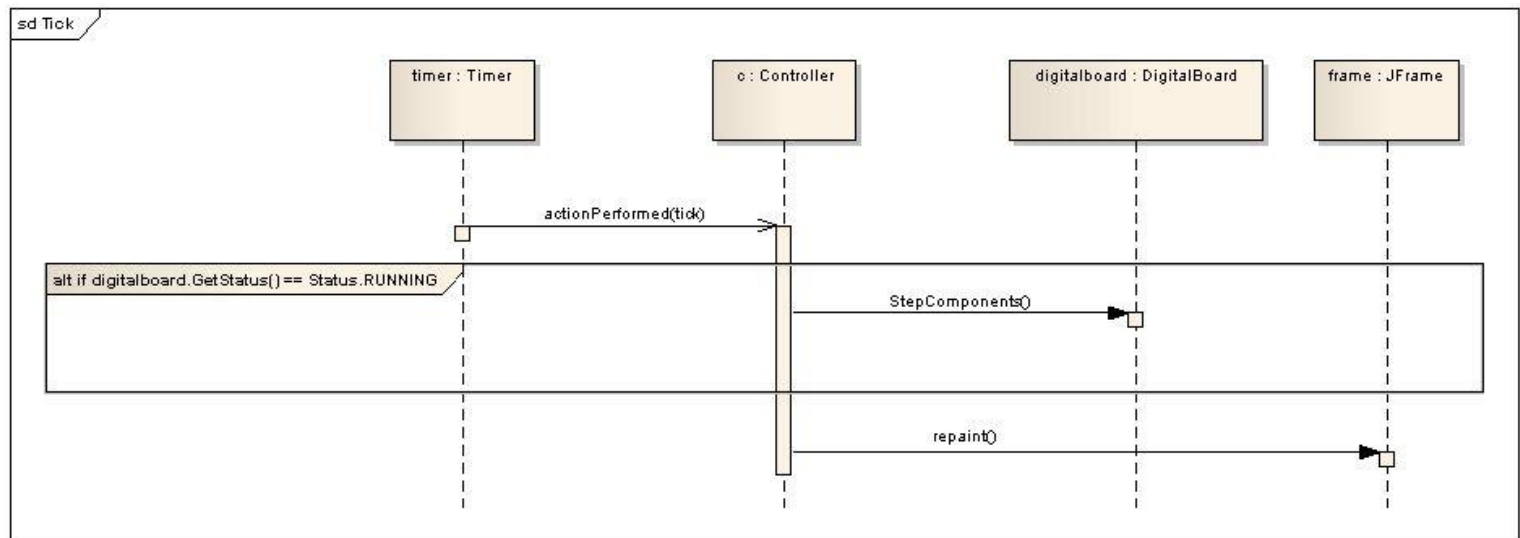 sd Tick
timer : Timer
c : Controller
digitalboard : DigitalBoard
frame : JFrame
actionPerformed(tick)
alt if digitalboard.GetStatus() == Status.RUNNING
StepComponents()
repaint()